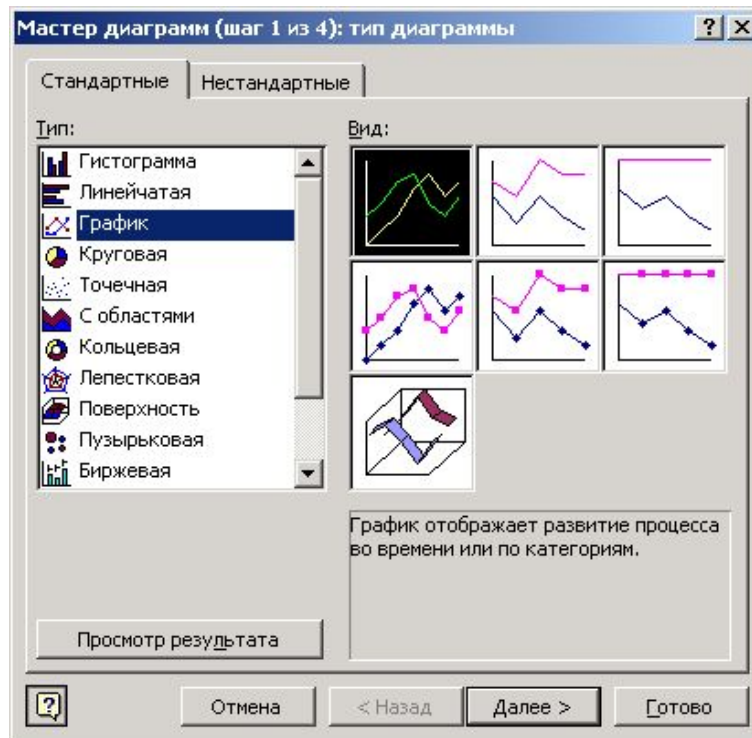 Мастер диаграмм (шаг 1 из 4): тип диаграммы
Стандартные
Нестандартные
Тип:
Гистограмма
Линейчатая
График
Круговая
Точечная
С областями
Кольцевая
Лепестковая
Поверхность
Пузырьковая
Биржевая
Вид:
График отображает развитие процесса
во времени или по категориям.
Просмотр результата
Отмена
< Назад
Далее >
Готово